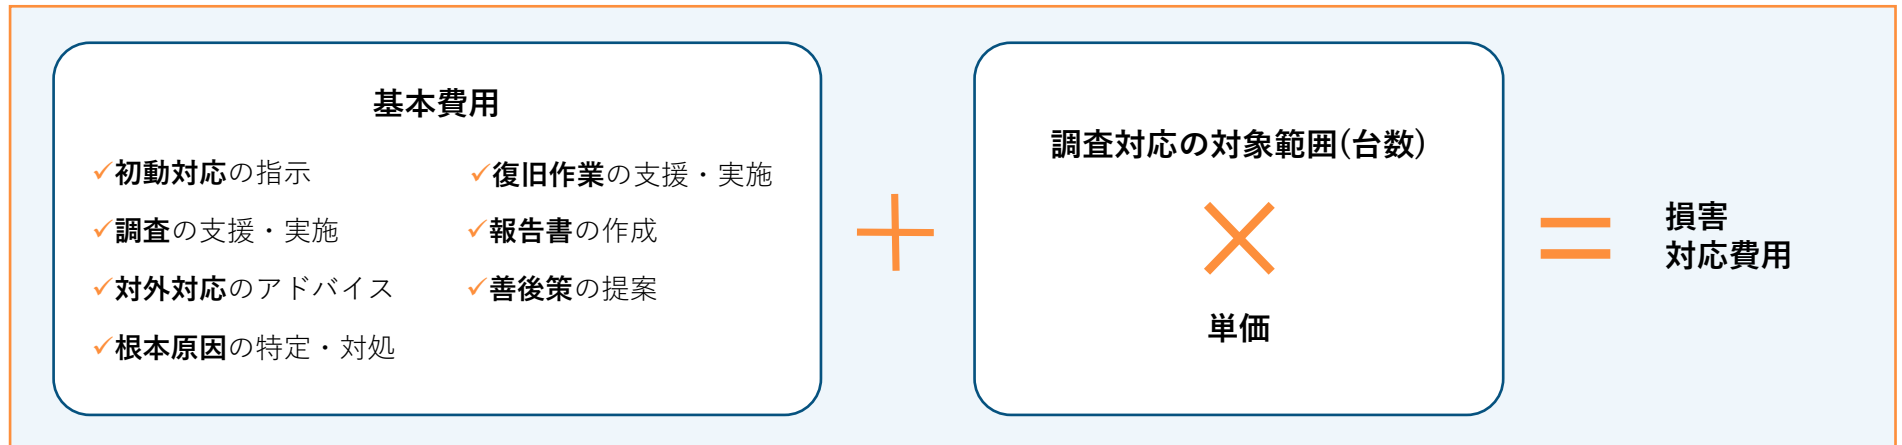 基本費用
✓初動対応の指示
✓調査の支援・実施
✓対外対応のアドバイス
✓根本原因の特定・対処
✓復旧作業の支援・実施
✓報告書の作成
✓善後策の提案
+
調査対応の対象範囲(台数)
×
単価
=
損害
対応費用